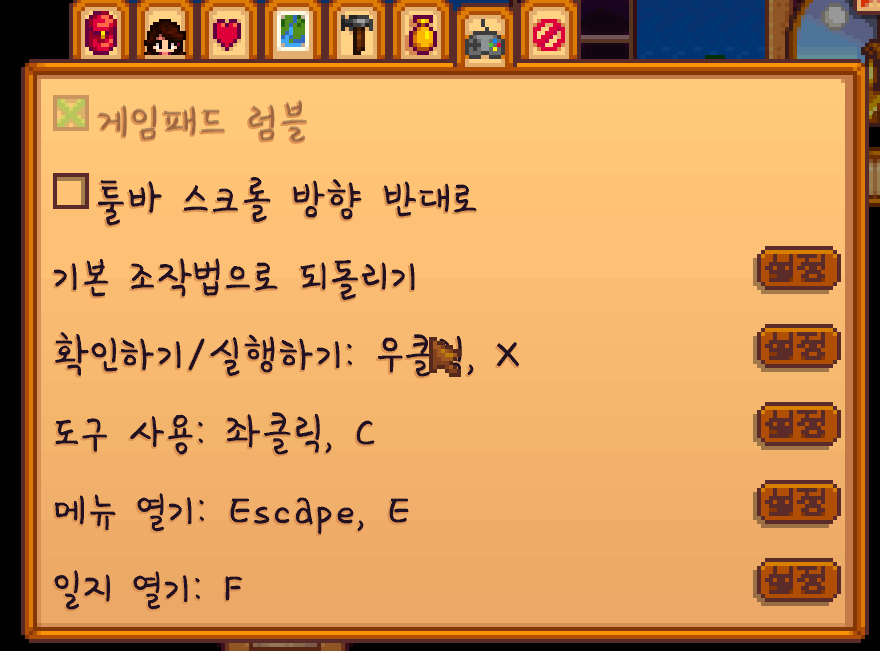 게임패드 럼블
툴바 스크롤 방향 반대로
기본 조작법으로 되돌리기 설정
확인하기/실행하기: 우클릭, X 설정
도구 사용: 좌클릭, C 설정
메뉴 열기: Escape, E 설정
일지 열기: F 설정